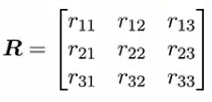 R = [r11 r12 r13
r21 r22 r23
r31 r32 r33]